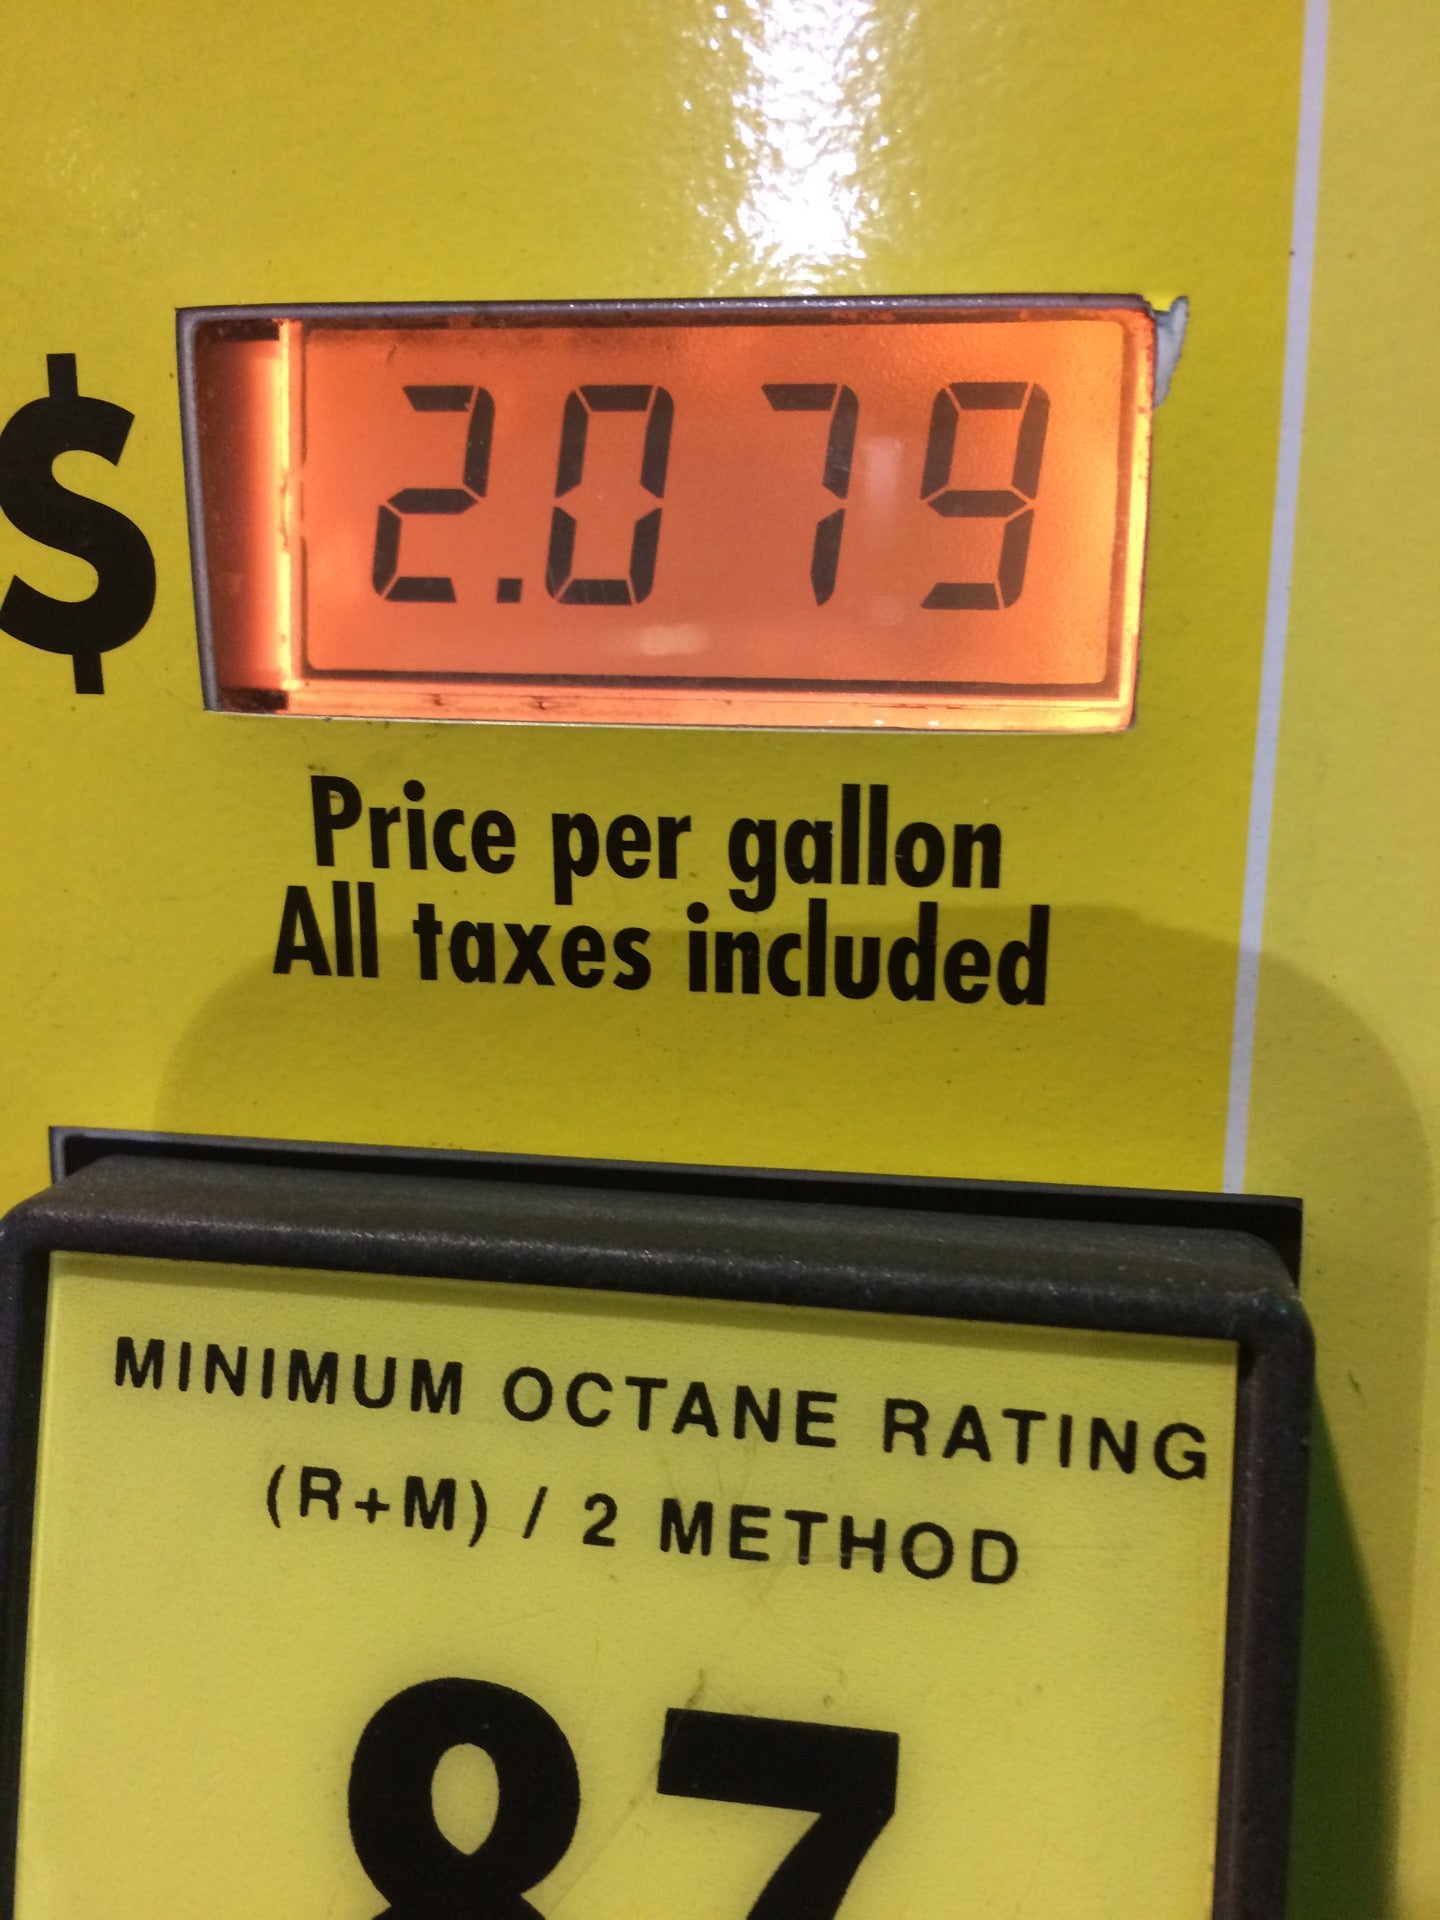 $ 2.079
Price per gallon
All taxes included
MINIMUM OCTANE RATING
(R+M) / 2 METHOD
87